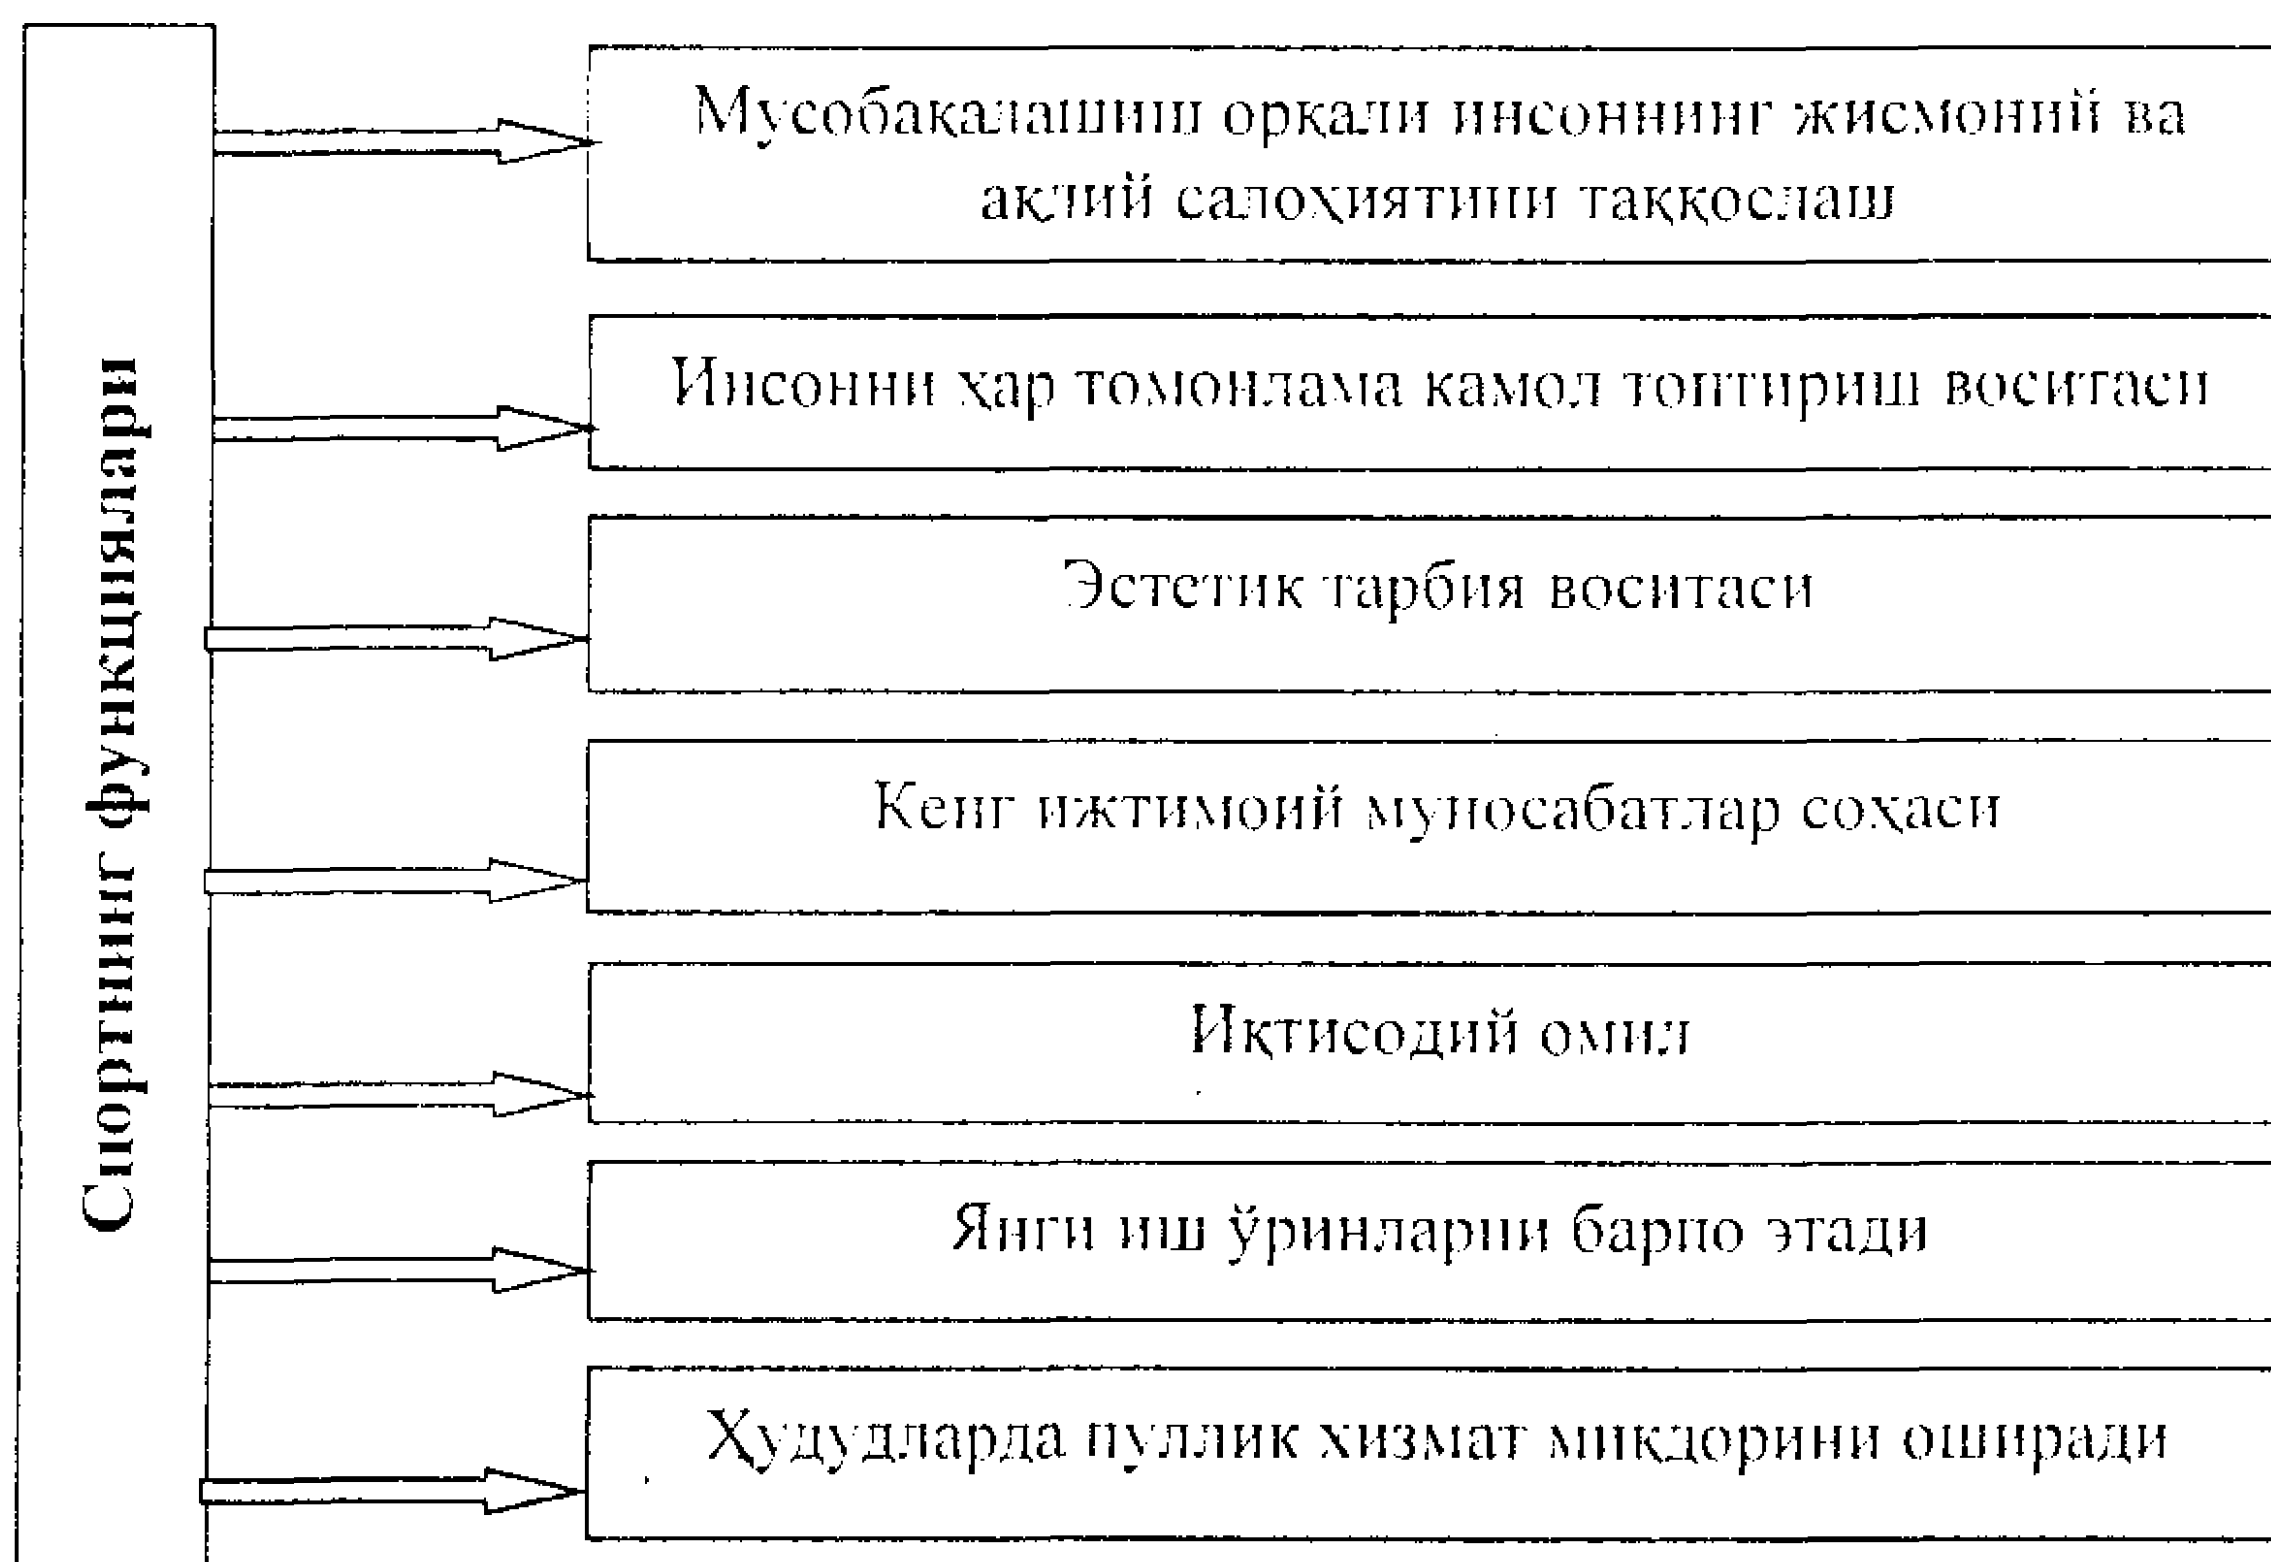 Спортнинг функциялари
Мусобақалашиш орқали инсоннинг жисмоний ва
ақлий салоҳиятини таққослаш
Инсонни ҳар томонлама камол топтириш воситаси
Эстетик тарбия воситаси
Кенг ижтимоий муносабатлар соҳаси
Иқтисодий омил
Янги иш ўринларни барпо этади
Ҳудудларда пуллик хизмат миқдорини оширади